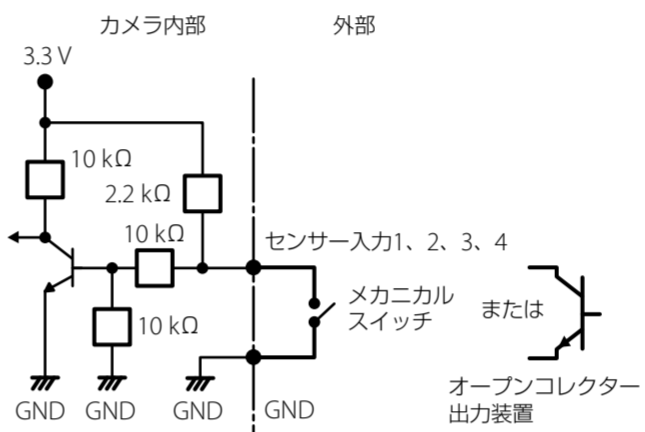 カメラ内部
外部
3.3 V
10 kΩ
2.2 kΩ
10 kΩ
センサー入力1、2、3、4
メカニカル
スイッチ
または
10 kΩ
オープンコレクター
出力装置
GND
GND
GND
GND